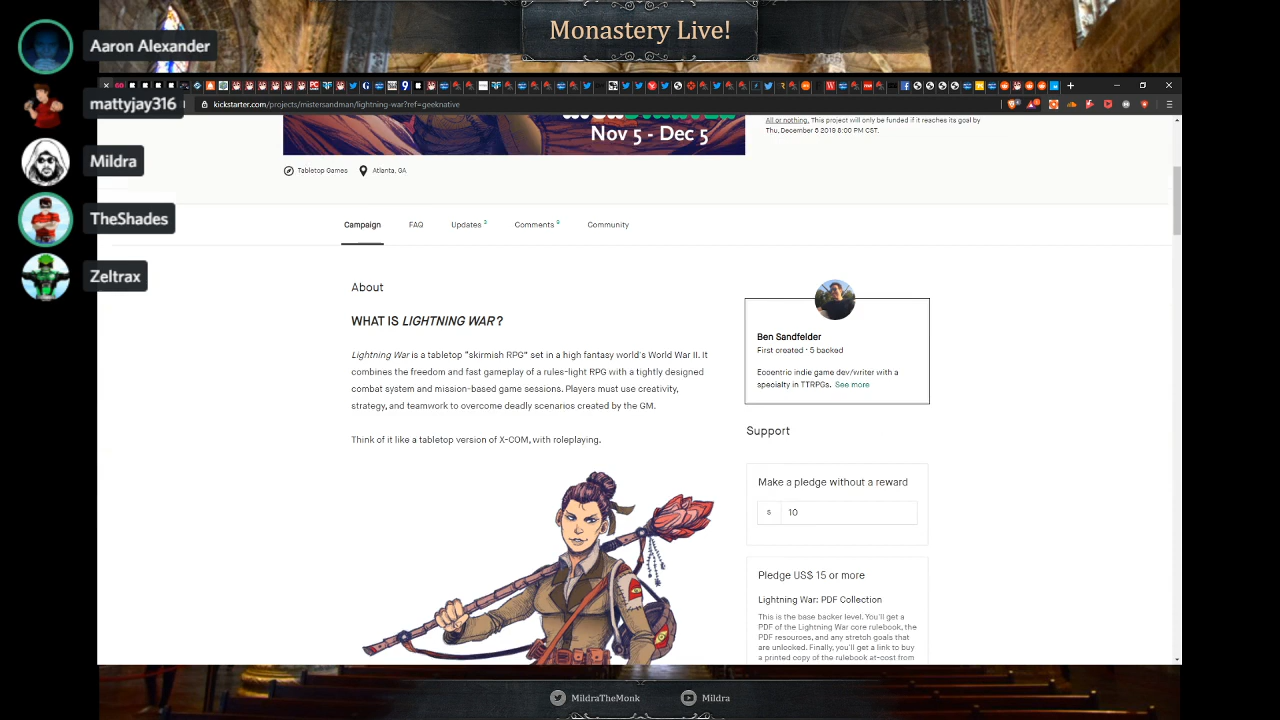 Monastery Live!
Aaron Alexander
mattyjay316
Mildra
TheShades
Zeltrax
kickstarter.com/projects/mistersandman/lightning-war?ref=geeknative
Nov 5 - Dec 5
All or nothing. This project will only be funded if it reaches its goal by
Thu, December 5 2019 8:00 PM CST.
Tabletop Games
Atlanta, GA
Campaign
FAQ
Updates 3
Comments 9
Community
About
WHAT IS LIGHTNING WAR?
Lightning War is a tabletop "skirmish RPG" set in a high fantasy world's World War II. It
combines the freedom and fast gameplay of a rules-light RPG with a tightly designed
combat system and mission-based game sessions. Players must use creativity,
strategy, and teamwork to overcome deadly scenarios created by the GM.
Think of it like a tabletop version of X-COM, with roleplaying.
Ben Sandfelder
First created · 5 backed
Eccentric indie game dev/writer with a
specialty in TTRPGs. See more
Support
Make a pledge without a reward
$ 10
Pledge US$ 15 or more
Lightning War: PDF Collection
This is the base backer level. You'll get a
PDF of the Lightning War core rulebook, the
PDF resources, and any stretch goals that
are unlocked. Finally, you'll get a link to buy
a printed copy of the rulebook at-cost from
MildraTheMonk
Mildra